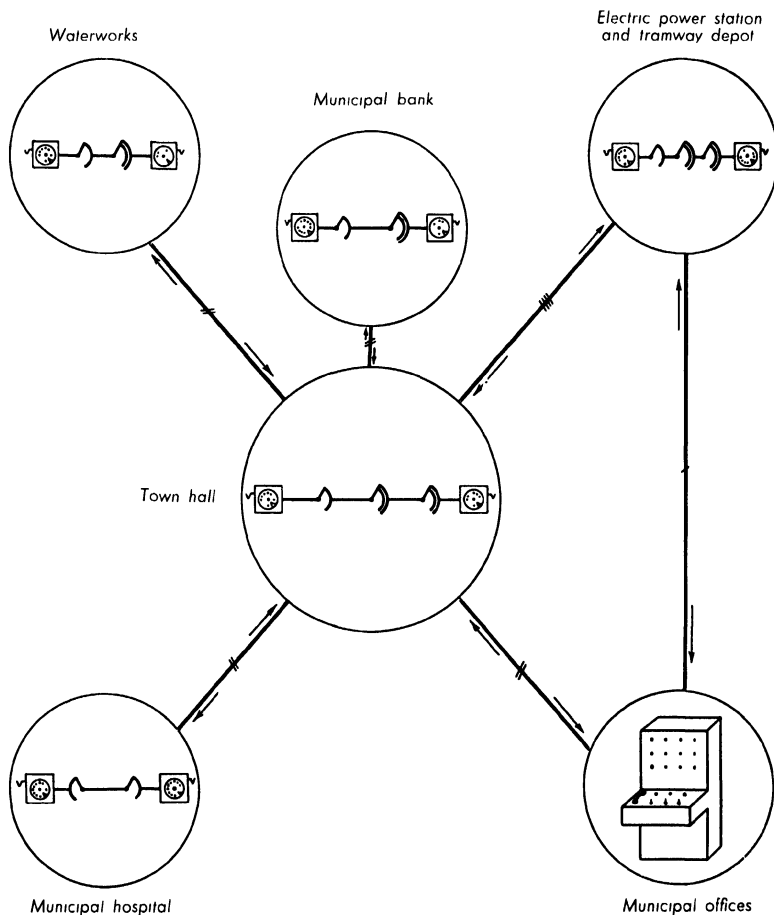 Waterworks
Electric power station
and tramway depot
Municipal bank
Town hall
Municipal hospital
Municipal offices